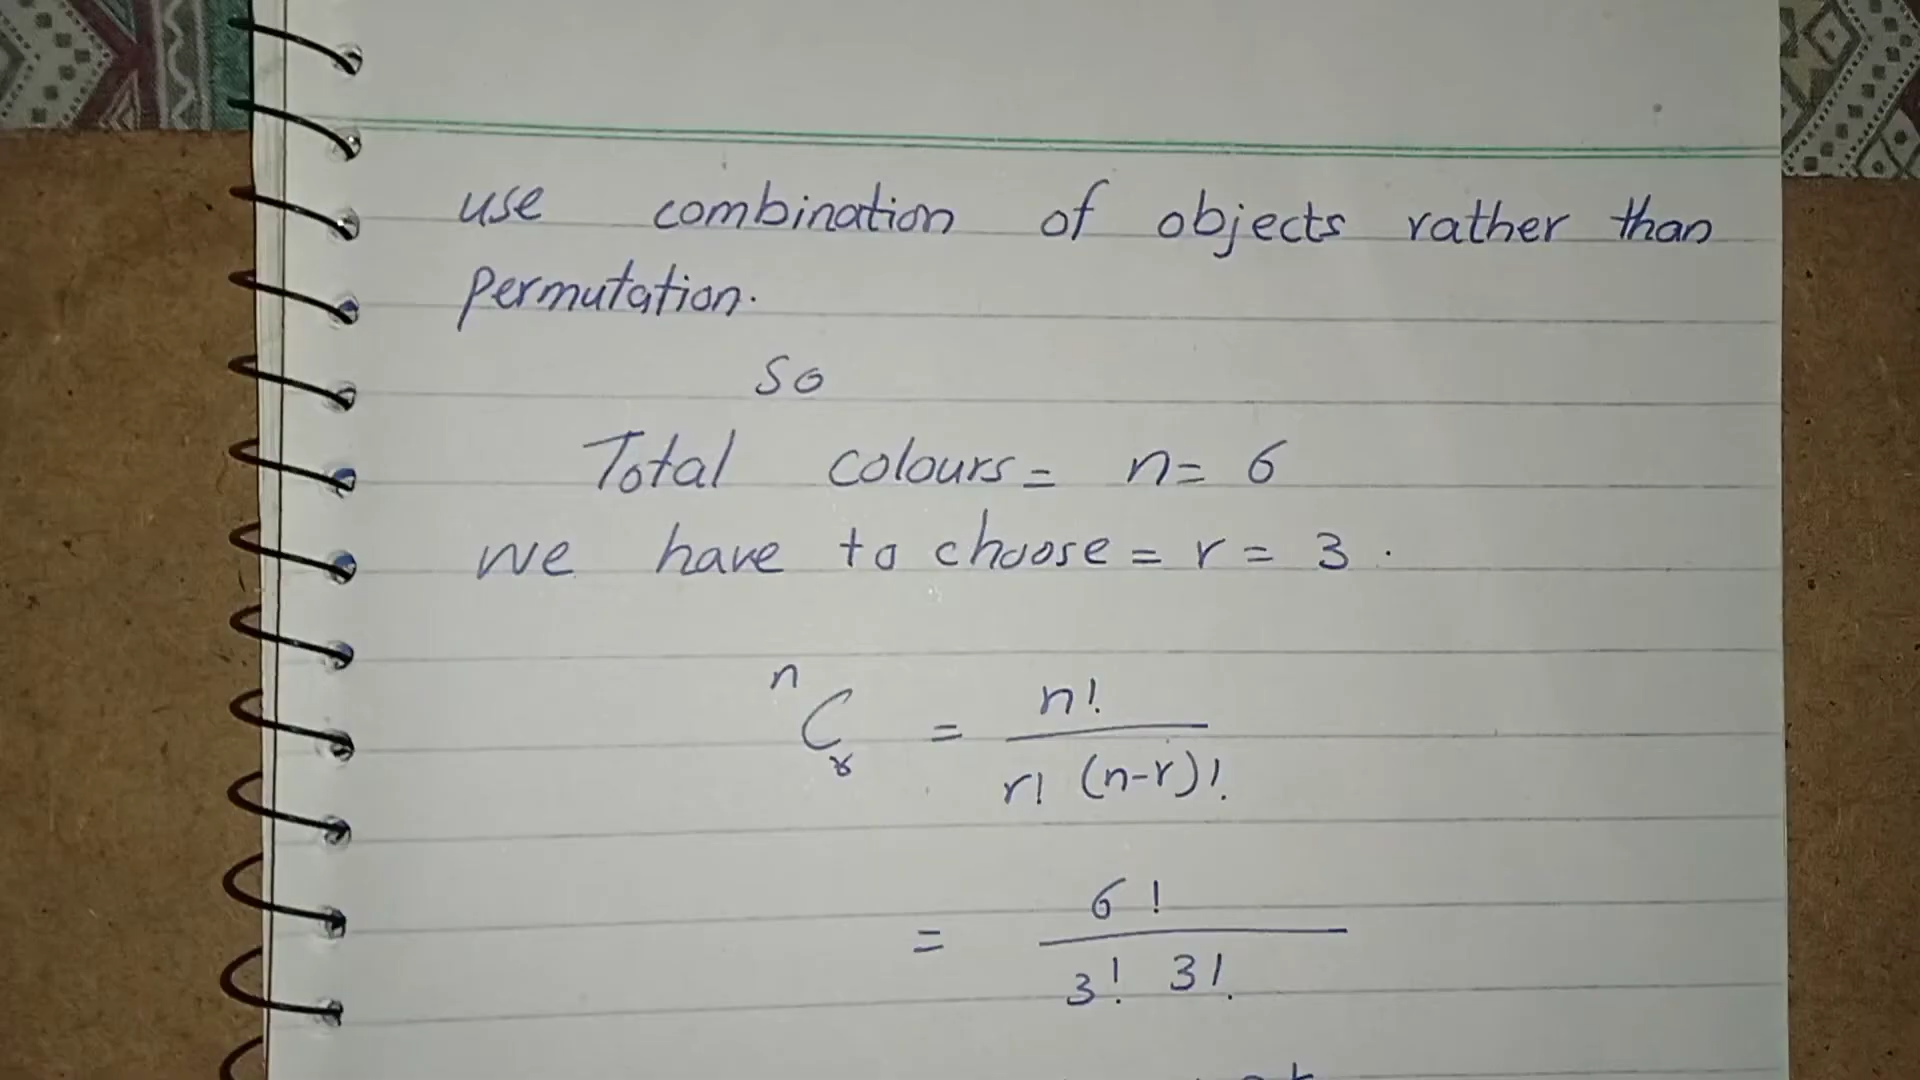 use combination of objects rather than
permutation.
so
Total colours = n = 6
we have to choose = r = 3 .
nCr = n! / r! (n-r)!
= 6! / 3! 3!